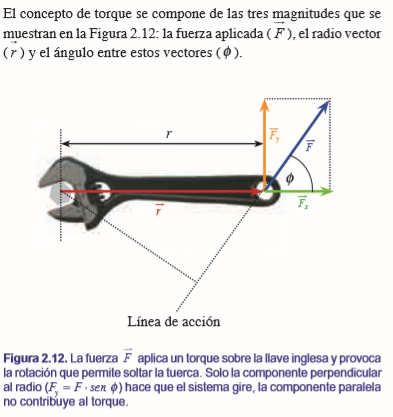 El concepto de torque se compone de las tres magnitudes que se
muestran en la Figura 2.12: la fuerza aplicada ( F⃗ ), el radio vector
( r⃗ ) y el ángulo entre estos vectores ( ϕ ).
r
F⃗y
F⃗
ϕ
r⃗
F⃗x
Línea de acción
Figura 2.12. La fuerza F⃗ aplica un torque sobre la llave inglesa y provoca
la rotación que permite soltar la tuerca. Solo la componente perpendicular
al radio (Fy = F · sen ϕ) hace que el sistema gire, la componente paralela
no contribuye al torque.